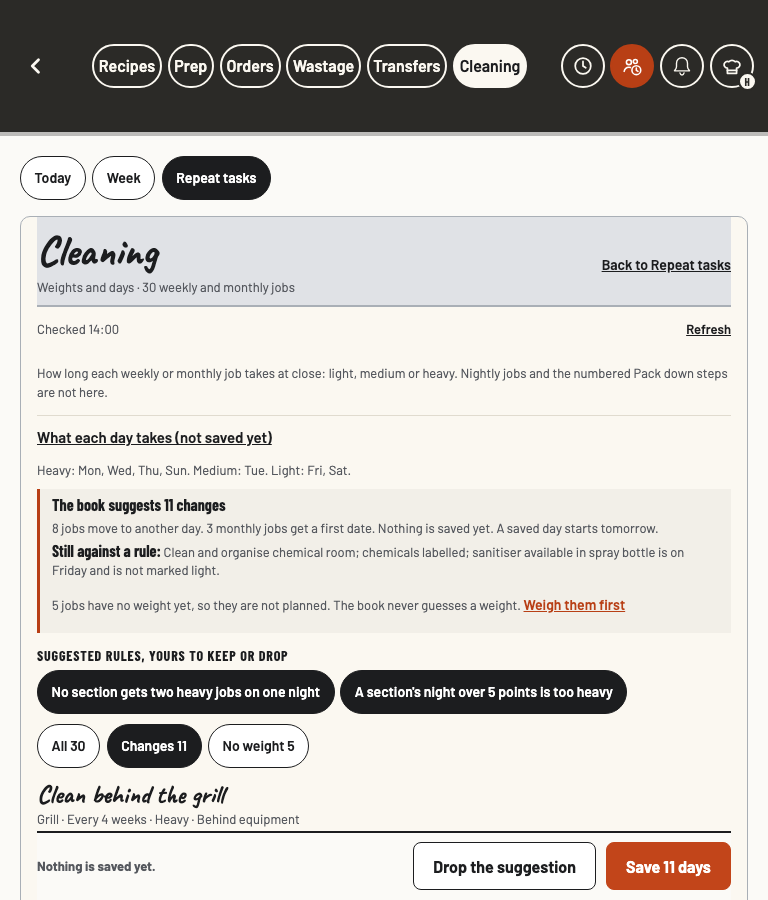 Recipes Prep Orders Wastage Transfers Cleaning
H
Today Week Repeat tasks
Cleaning
Back to Repeat tasks
Weights and days · 30 weekly and monthly jobs
Checked 14:00 Refresh
How long each weekly or monthly job takes at close: light, medium or heavy. Nightly jobs and the numbered Pack down steps
are not here.
What each day takes (not saved yet)
Heavy: Mon, Wed, Thu, Sun. Medium: Tue. Light: Fri, Sat.
The book suggests 11 changes
8 jobs move to another day. 3 monthly jobs get a first date. Nothing is saved yet. A saved day starts tomorrow.
Still against a rule: Clean and organise chemical room; chemicals labelled; sanitiser available in spray bottle is on
Friday and is not marked light.
5 jobs have no weight yet, so they are not planned. The book never guesses a weight. Weigh them first
SUGGESTED RULES, YOURS TO KEEP OR DROP
No section gets two heavy jobs on one night A section's night over 5 points is too heavy
All 30 Changes 11 No weight 5
Clean behind the grill
Grill · Every 4 weeks · Heavy · Behind equipment
Nothing is saved yet. Drop the suggestion Save 11 days